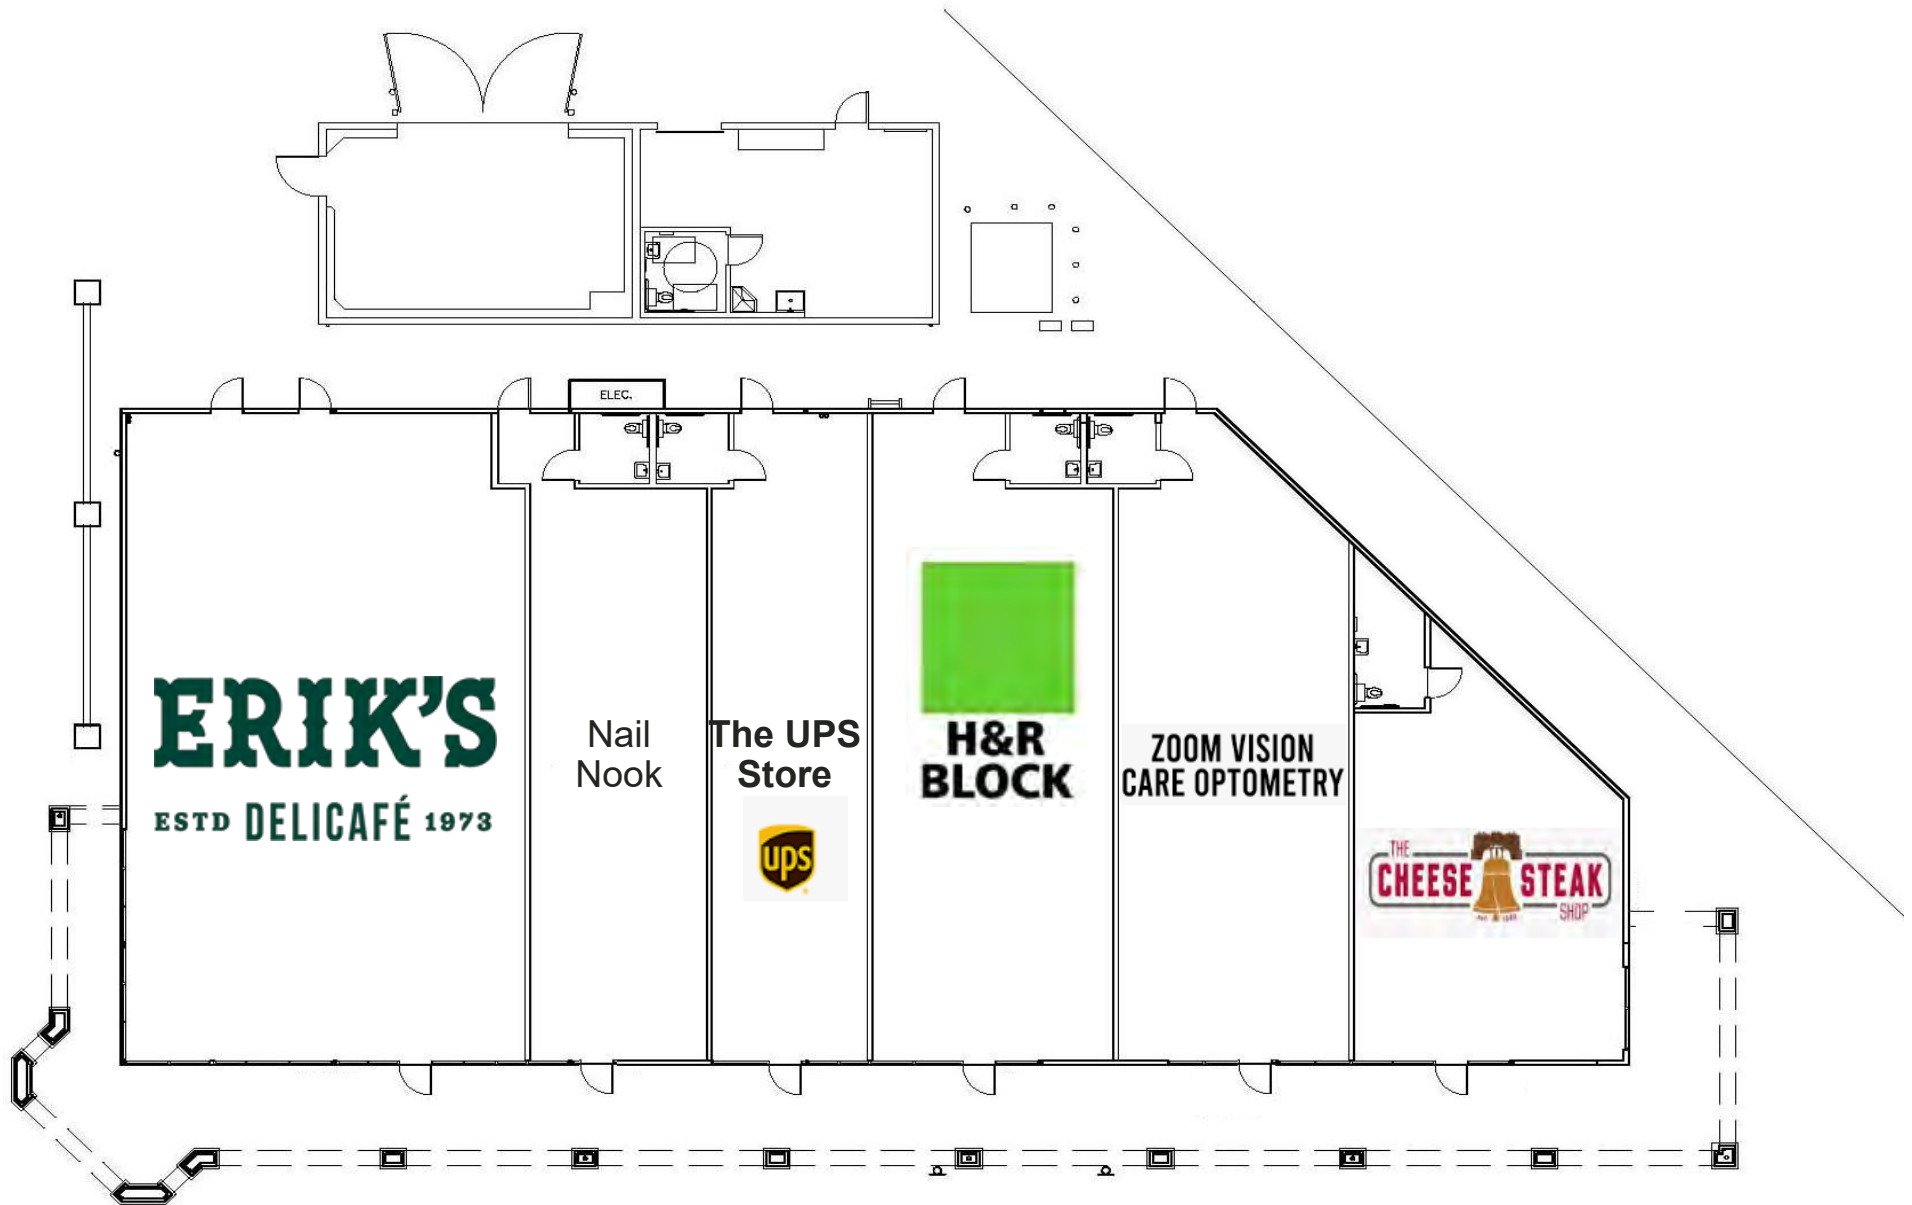 ELEC.
ERIK'S
ESTD DELICAFÉ 1973
Nail
Nook
The UPS
Store
ups
H&R
BLOCK
ZOOM VISION
CARE OPTOMETRY
THE
CHEESE STEAK
SHOP